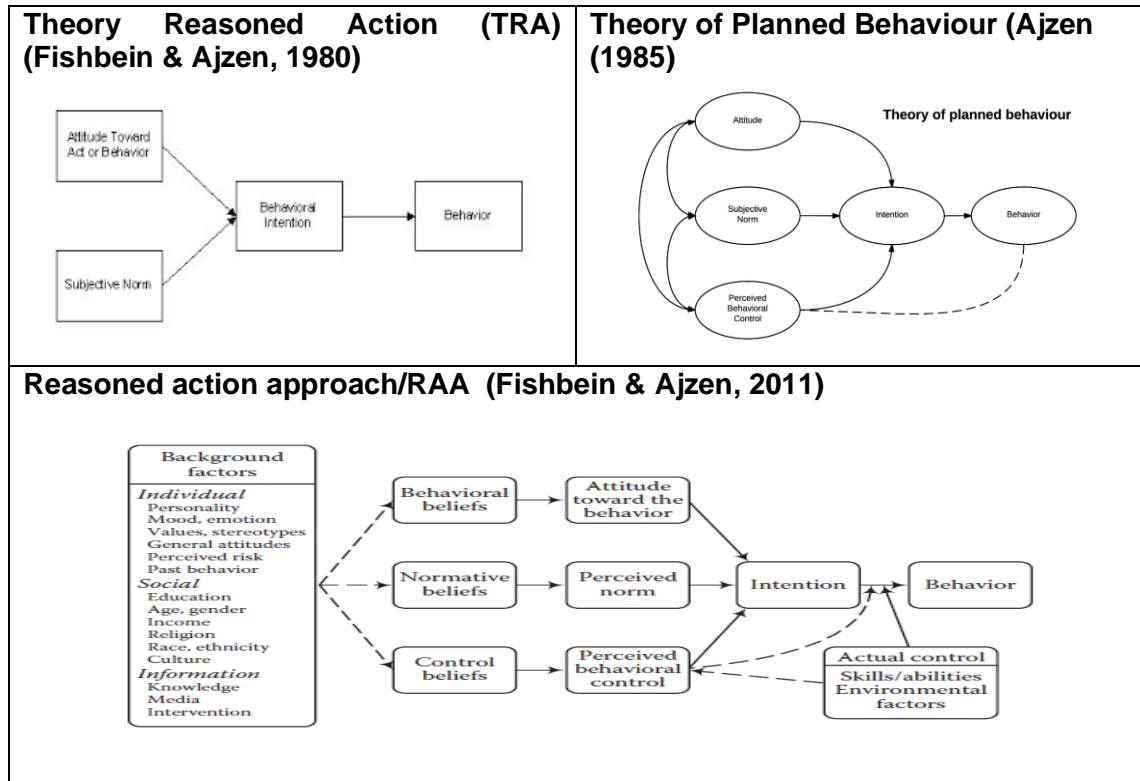 Theory Reasoned Action (TRA)
(Fishbein & Ajzen, 1980)
Attitude Toward
Act or Behavior
Subjective Norm
Behavioral
Intention
Behavior
Theory of Planned Behaviour (Ajzen
(1985)
Theory of planned behaviour
Attitude
Subjective
Norm
Perceived
Behavioral
Control
Intention
Behavior
Reasoned action approach/RAA (Fishbein & Ajzen, 2011)
Background
factors
Individual
Personality
Mood, emotion
Values, stereotypes
General attitudes
Perceived risk
Past behavior
Social
Education
Age, gender
Income
Religion
Race, ethnicity
Culture
Information
Knowledge
Media
Intervention
Behavioral
beliefs
Normative
beliefs
Control
beliefs
Attitude
toward the
behavior
Perceived
norm
Perceived
behavioral
control
Intention
Behavior
Actual control
Skills/abilities
Environmental
factors